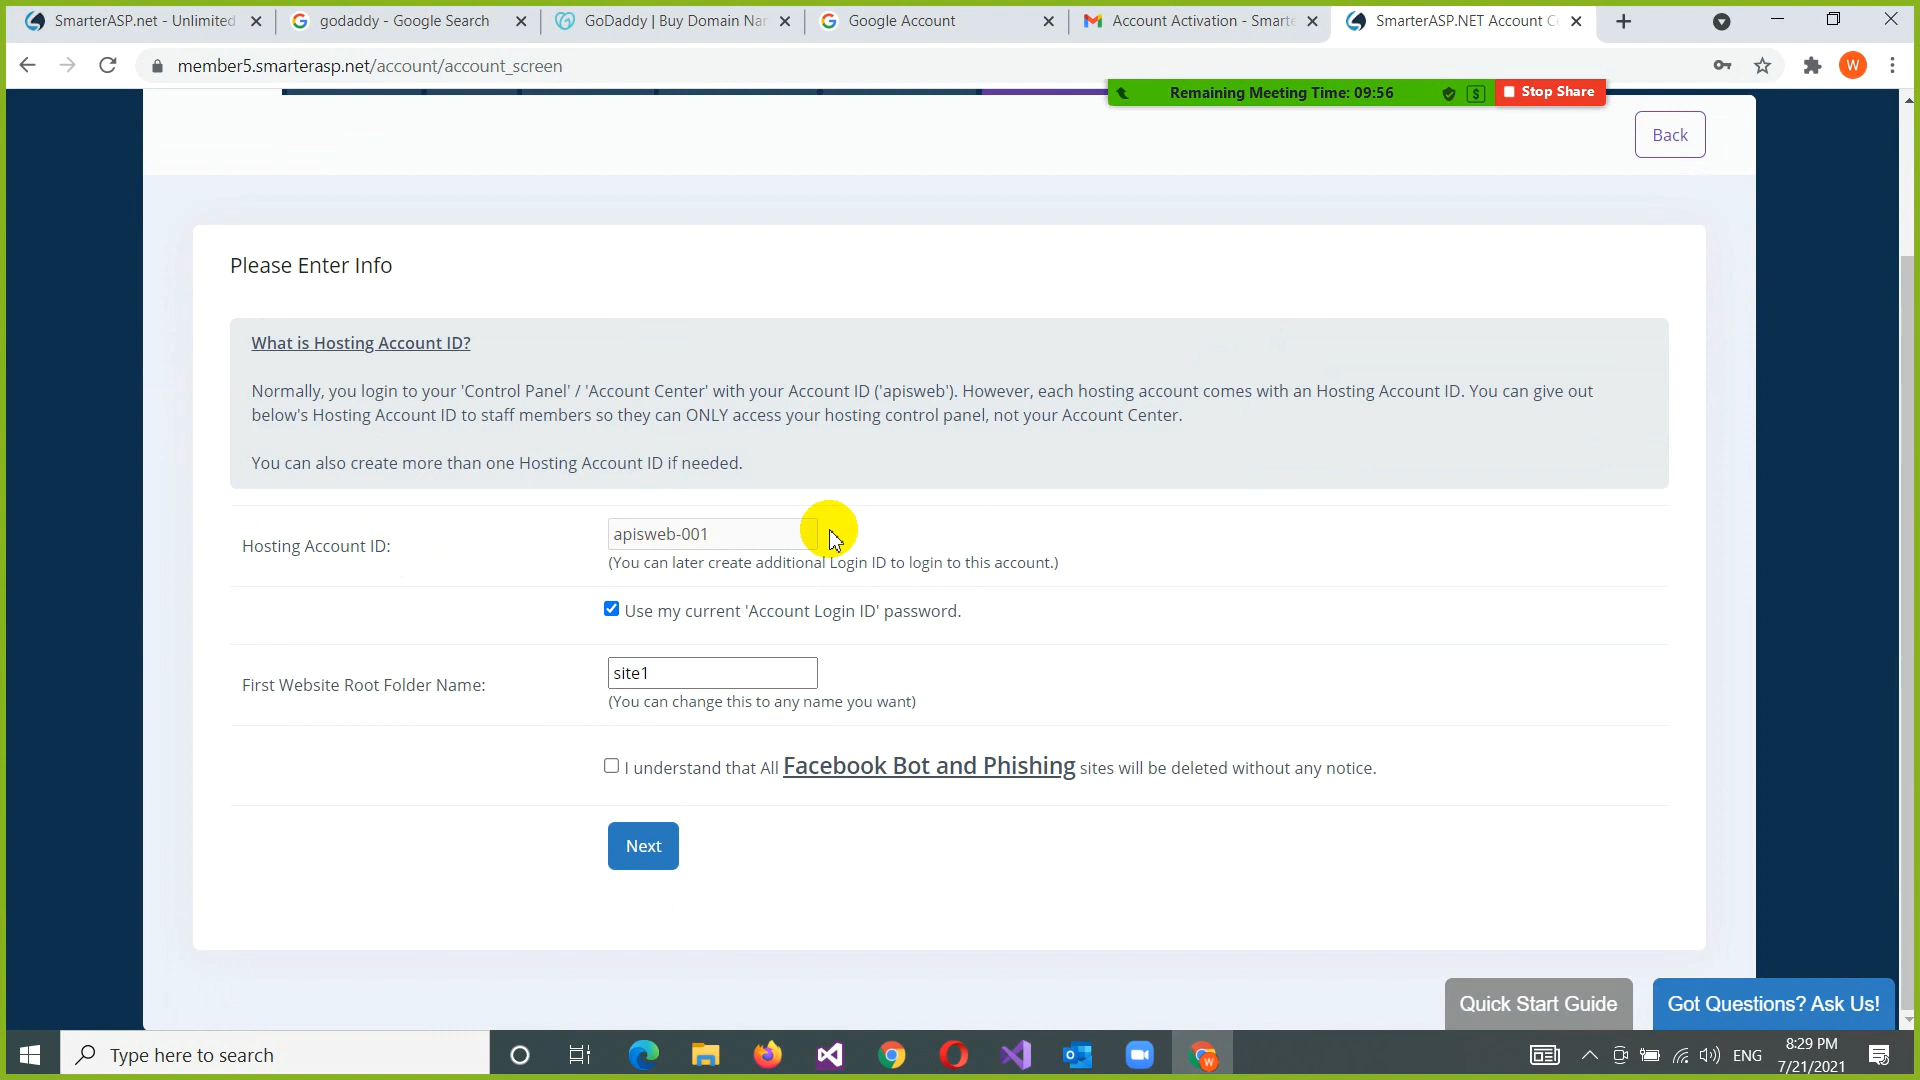 SmarterASP.net - Unlimited
godaddy - Google Search
GoDaddy | Buy Domain Nar
Google Account
Account Activation - Smarte
SmarterASP.NET Account C
member5.smarterasp.net/account/account_screen
W
Remaining Meeting Time: 09:56
$
Stop Share
Back
Please Enter Info
What is Hosting Account ID?
Normally, you login to your 'Control Panel' / 'Account Center' with your Account ID ('apisweb'). However, each hosting account comes with an Hosting Account ID. You can give out
below's Hosting Account ID to staff members so they can ONLY access your hosting control panel, not your Account Center.
You can also create more than one Hosting Account ID if needed.
Hosting Account ID:
apisweb-001
(You can later create additional Login ID to login to this account.)
Use my current 'Account Login ID' password.
First Website Root Folder Name:
site1
(You can change this to any name you want)
I understand that All Facebook Bot and Phishing sites will be deleted without any notice.
Next
Quick Start Guide
Got Questions? Ask Us!
Type here to search
ENG
8:29 PM
7/21/2021